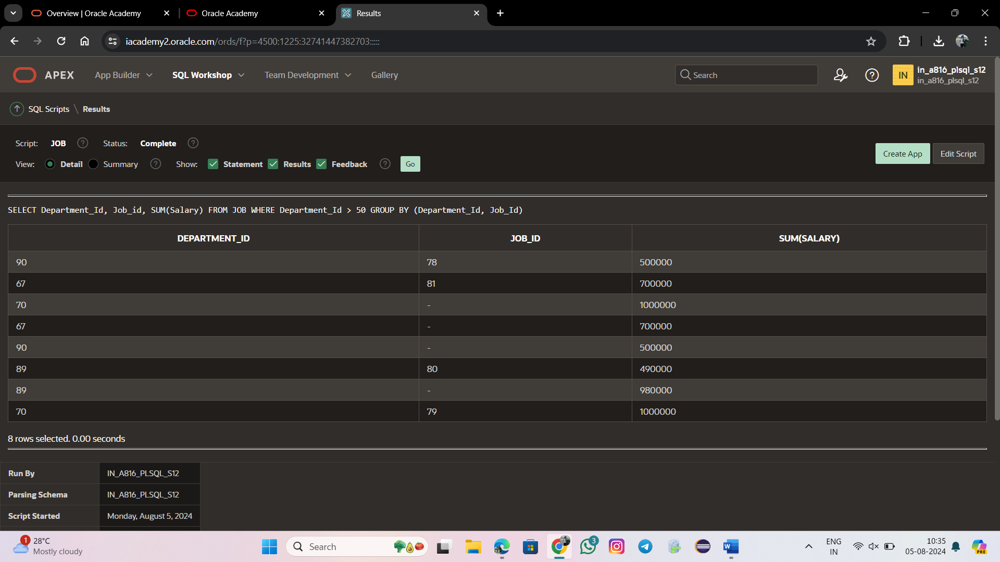 Overview | Oracle Academy
Oracle Academy
Results
iacademy2.oracle.com/ords/f?p=4500:1225:32741447382703:::::
APEX
App Builder
SQL Workshop
Team Development
Gallery
Search
IN
in_a816_plsql_s12
in_a816_plsql_s12
SQL Scripts \ Results
Script: JOB ? Status: Complete ?
View: Detail Summary ? Show: Statement Results Feedback ? Go
Create App
Edit Script
SELECT Department_Id, Job_id, SUM(Salary) FROM JOB WHERE Department_Id > 50 GROUP BY (Department_Id, Job_Id)
DEPARTMENT_ID JOB_ID SUM(SALARY)
90 78 500000
67 81 700000
70 - 1000000
67 - 700000
90 - 500000
89 80 490000
89 - 980000
70 79 1000000
8 rows selected. 0.00 seconds
Run By IN_A816_PLSQL_S12
Parsing Schema IN_A816_PLSQL_S12
Script Started Monday, August 5, 2024
1
28°C
Mostly cloudy
Search
3
W
ENG
IN
10:35
05-08-2024
PRE